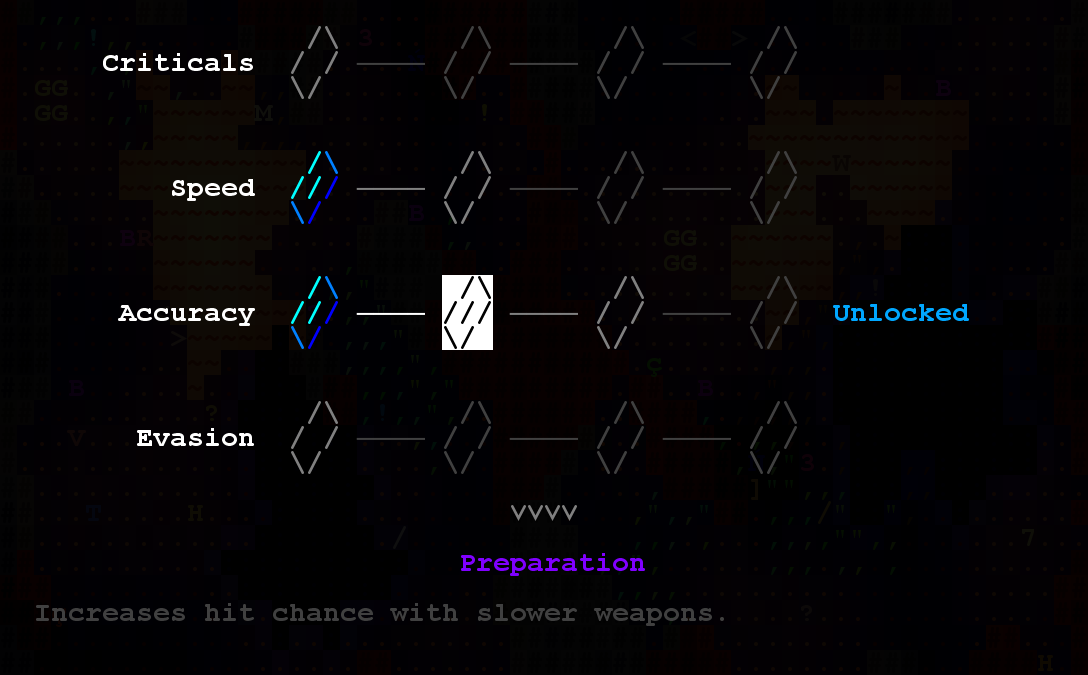 Criticals
Speed
Accuracy Unlocked
Evasion
Preparation
Increases hit chance with slower weapons.